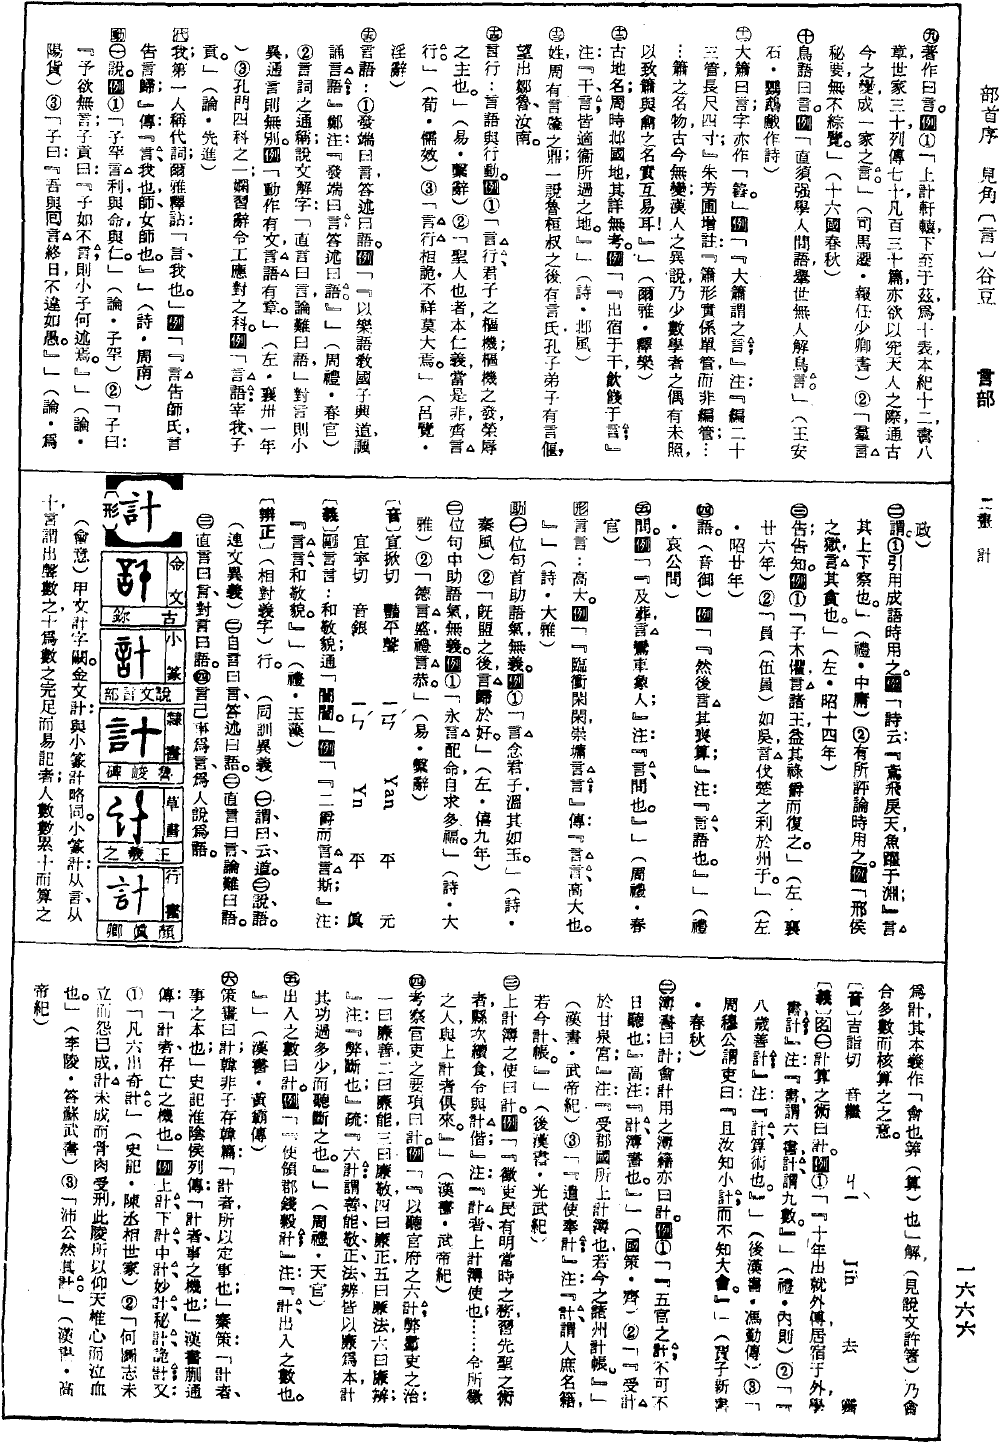 部首序 見角〔言〕谷豆 言部 二畫 計 一六六六
㊈著作曰言。例①「上計軒轅下至于茲爲十表本紀十二書八
章世家三十列傳七十凡百三十篇亦欲以究天人之際通古
今之變成一家之言。」(司馬遷・報任少卿書)②「羣言
秘要無不綜覽。」(十六國春秋)
㊉鳥語曰言。例「直須強學人間語舉世無人解鳥言。」(王安
石・鸚鵡戲作詩)
大簫曰言字亦作「䇾」例「『大簫謂之言』注『編二十
三管長尺四寸』朱芳圃增註『簫形實係單管而非編管…
…簫之名物古今無變漢人之異說乃少數學者之偶有未照,
以致簫與龠之名實互易耳』」(爾雅・釋樂)
古地名周時邶國地其詳無考。例「『出宿于干飲餞于言』
注『干言皆適衞所過之地。』」(詩・邶風)
姓周有言肇之鼎一說魯桓叔之後有言氏孔子弟子有言偃,
望出鄒魯、汝南。
言行:言語與行動。例①「言行君子之樞機樞機之發榮辱
之主也。」(易・繫辭)②「聖人也者本仁義當是非齊言
行。」(荀・儒效)③「言行相詭不祥莫大焉。」(呂覽・
淫辭)
言語:①發端曰言答述曰語。例「『以樂語教國子興道諷
誦言語』鄭注『發端曰言答述曰語』」(周禮・春官)
②言詞之通稱說文解字「直言曰言論難曰語」對言則小
異通言則無別。例「動作有文言語有章。」(左・襄卅一年
)③孔門四科之一嫻習辭令工應對之科。例「言語宰我子
貢。」(論・先進)
代我第一人稱代詞爾雅釋詁「言我也。」例「『言告師氏言
告言歸』傳『言我也師女師也。』」(詩・周南)
動㊀說。例①「子罕言利與命與仁。」(論・子罕)②「子曰
『予欲無言』子貢曰『子如不言則小子何述焉』」(論・
陽貨)③「子曰『吾與回言終日不違如愚。』」(論・爲
政)
㊁謂①引用成語時用之。例「詩云『鳶飛戾天魚躍于淵』言
其上下察也。」(禮・中庸)②有所評論時用之。例「邢侯
之獄言其貪也。」(左・昭十四年)
㊂告告知。例①「子木懼言諸王益其祿爵而復之。」(左・襄
廿六年)②「員(伍員)如吳言伐楚之利於州于。」(左
・昭廿年)
㊃語。(音御)例「『然後言其喪算』注『言語也』」(禮
・哀公問)
㊄問。例「『及葬言鸞車象人』注『言問也。』」(周禮・春
官)
形言言:高大。例「『臨衝閑閑崇墉言言』傳『言言高大也。
』」(詩・大雅)
助㊀位句首助語氣無義。例①「言念君子溫其如玉。」(詩・
秦風)②「旣盟之後言歸於好。」(左・僖九年)
㊁位句中助語氣無義。例①「永言配命自求多福。」(詩・大
雅)②「德言盛禮言恭。」(易・繫辭)
〔音〕宜掀切 ㄧㄢˊ Yan 平 元
宜宭切 音銀 ㄧㄣˊ Yn 平 眞
〔義〕副言言:和敬貌通「誾誾」例「『二爵而言言斯』注
『言言和敬貌。』」(禮・玉藻)
〔辨正〕(相對義字)行。(同訓異義)㊀謂曰云道㊁說語。
(連文異義)㊀自言曰言答述曰語。㊁直言曰言論難曰語。
㊂直言曰言對言曰語。㊃言己事爲言爲人說爲語。
計
金文 古鉨
小篆 說文言部
隸書 魯峻碑
草書 王羲之
行書 顏眞卿
〔形〕
(會意)甲文計字闕金文計與小篆計略同。小篆計从言从
十言謂出聲數之十爲數之完足而易記者人數數累十而算之
爲計其本義作「會也筭(算)也」解(見說文許箸)乃會
合多數而核算之之意。
〔音〕吉詣切 音繼 ㄐㄧˋ Jih 去 霽
〔義〕名㊀計算之術曰計。例①「『十年出就外傅居宿于外學
書計』注『書謂六書計謂九數。』」(禮・內則)②「『
八歲善計』注『計算術也。』」(後漢書・馮勤傳)③「
周穆公謂吏曰『且汝知小計而不知大會』」(賈子新書
・春秋)
㊁簿書曰計會計用之簿籍亦曰計。例①「『五官之計不可不
日聽也』高注『計簿書也。』」(國策・齊)②「『受計
於甘泉宮』注『受郡國所上計簿也若今之諸州計帳。』」
(漢書・武帝紀)③「『遣使奉計』注『計謂人庶名籍,
若今計帳。』」(後漢書・光武紀)
㊂上計簿之使曰計。例「『徵吏民有明當時之務習先聖之術
者縣次續食令與計偕』注『計者上計簿使也……令所徵
之人與上計者俱來。』」(漢書・武帝紀)
㊃考察官吏之要項曰計。例「『以聽官府之六計弊羣吏之治:
一曰廉善二曰廉能三曰廉敬四曰廉正五曰廉法六曰廉辨
』注『弊斷也』疏『六計謂善能敬正法辨皆以廉爲本計
其功過多少而聽斷之也。』」(周禮・天官)
㊄出入之數曰計。例「『使領郡錢穀計』注『計出入之數也。
』」(漢書・黃霸傳)
㊅策畫曰計韓非子存韓篇「計者所以定事也」秦策「計者、
事之本也」史記淮陰侯列傳「計者事之機也」漢書蒯通
傳「計者存亡之機也」例上計下計中計妙計秘計詭計又
①「凡六出奇計」(史記・陳丞相世家)②「何圖志未
立而怨已成計未成而骨肉受刑此陵所以仰天椎心而泣血
也。」(李陵・答蘇武書)③「沛公然其計。」(漢書・高
帝紀)